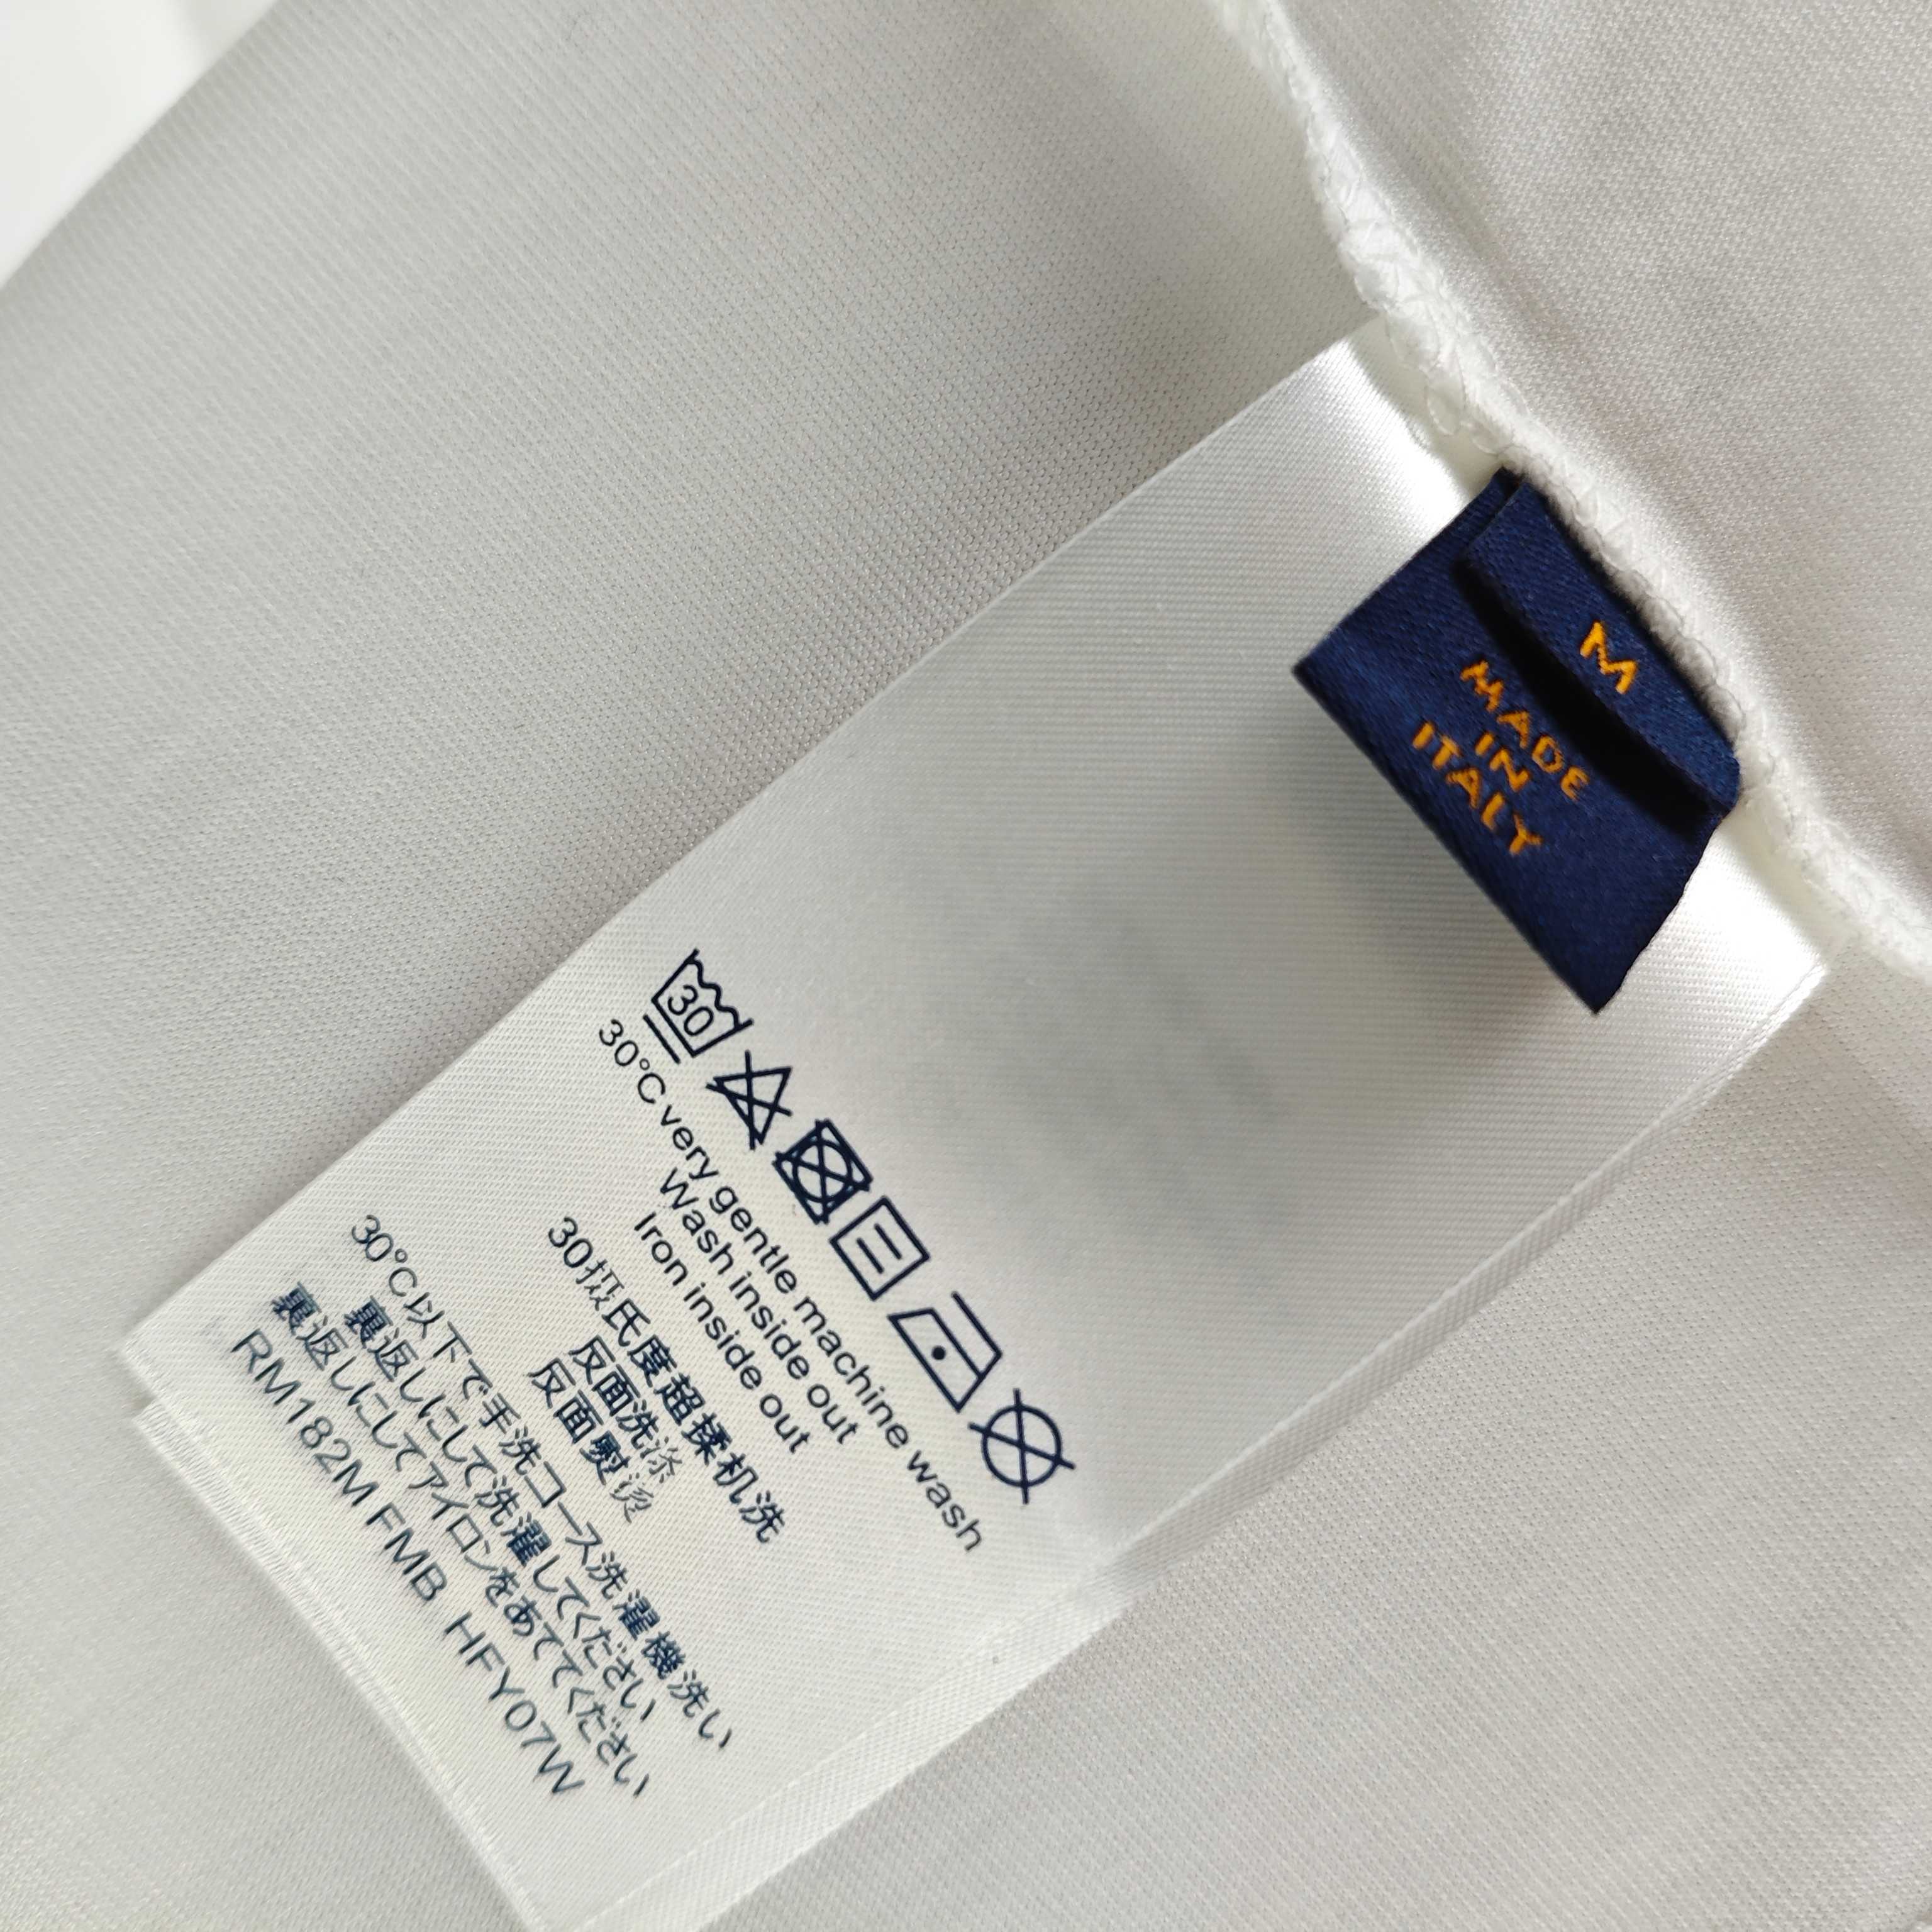 M
MADE
IN
ITALY
30
30°C very gentle machine wash
Wash inside out
Iron inside out
30摄氏度超揉机洗
反面洗涤
反面熨烫
30℃以下で手洗コース洗濯機洗い
裏返しにして洗濯してください
裏返しにしてアイロンをあててください
RM182M FMB HFY07W